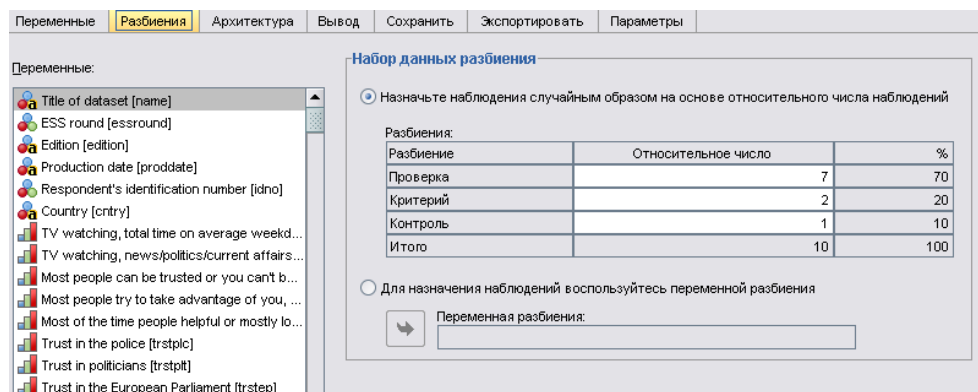 Переменные Разбиения Архитектура Вывод Сохранить Экспортировать Параметры
Переменные:
Title of dataset [name]
ESS round [essround]
Edition [edition]
Production date [proddate]
Respondent's identification number [idno]
Country [cntry]
TV watching, total time on average weekd...
TV watching, news/politics/current affairs...
Most people can be trusted or you can't b...
Most people try to take advantage of you, ...
Most of the time people helpful or mostly lo...
Trust in the police [trstplc]
Trust in politicians [trstplt]
Trust in the European Parliament [trstep]
Набор данных разбиения
Назначьте наблюдения случайным образом на основе относительного числа наблюдений
Разбиения:
Разбиение Относительное число %
Проверка 7 70
Критерий 2 20
Контроль 1 10
Итого 10 100
Для назначения наблюдений воспользуйтесь переменной разбиения
Переменная разбиения: